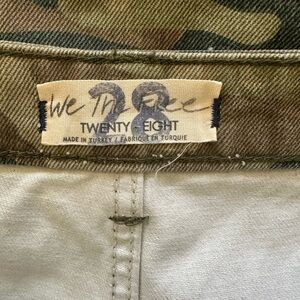 28
We The Free
TWENTY-EIGHT
MADE IN TURKEY / FABRIQUÉ EN TURQUIE